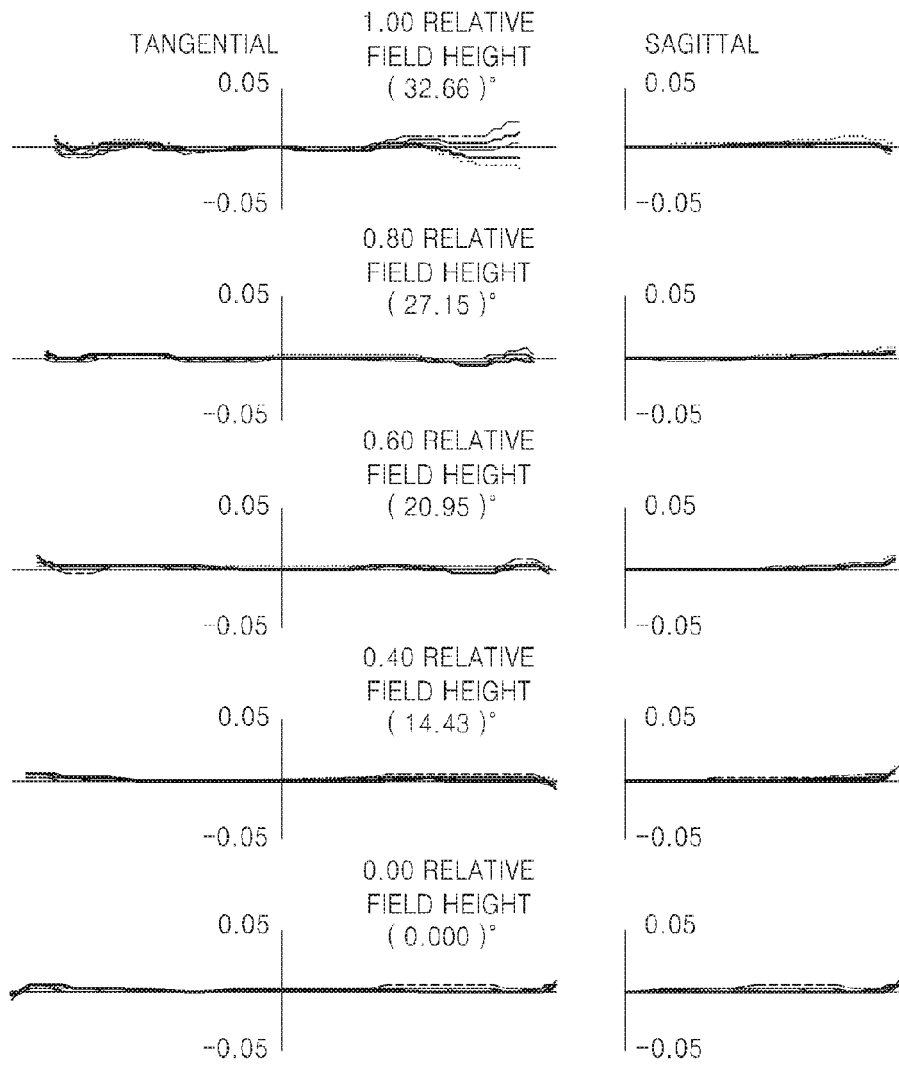 TANGENTIAL
1.00 RELATIVE
FIELD HEIGHT
( 32.66 )°
SAGITTAL
0.05
0.05
-0.05
-0.05
0.80 RELATIVE
FIELD HEIGHT
( 27.15 )°
0.05
0.05
-0.05
-0.05
0.60 RELATIVE
FIELD HEIGHT
( 20.95 )°
0.05
0.05
-0.05
-0.05
0.40 RELATIVE
FIELD HEIGHT
( 14.43 )°
0.05
0.05
-0.05
-0.05
0.00 RELATIVE
FIELD HEIGHT
( 0.000 )°
0.05
0.05
-0.05
-0.05